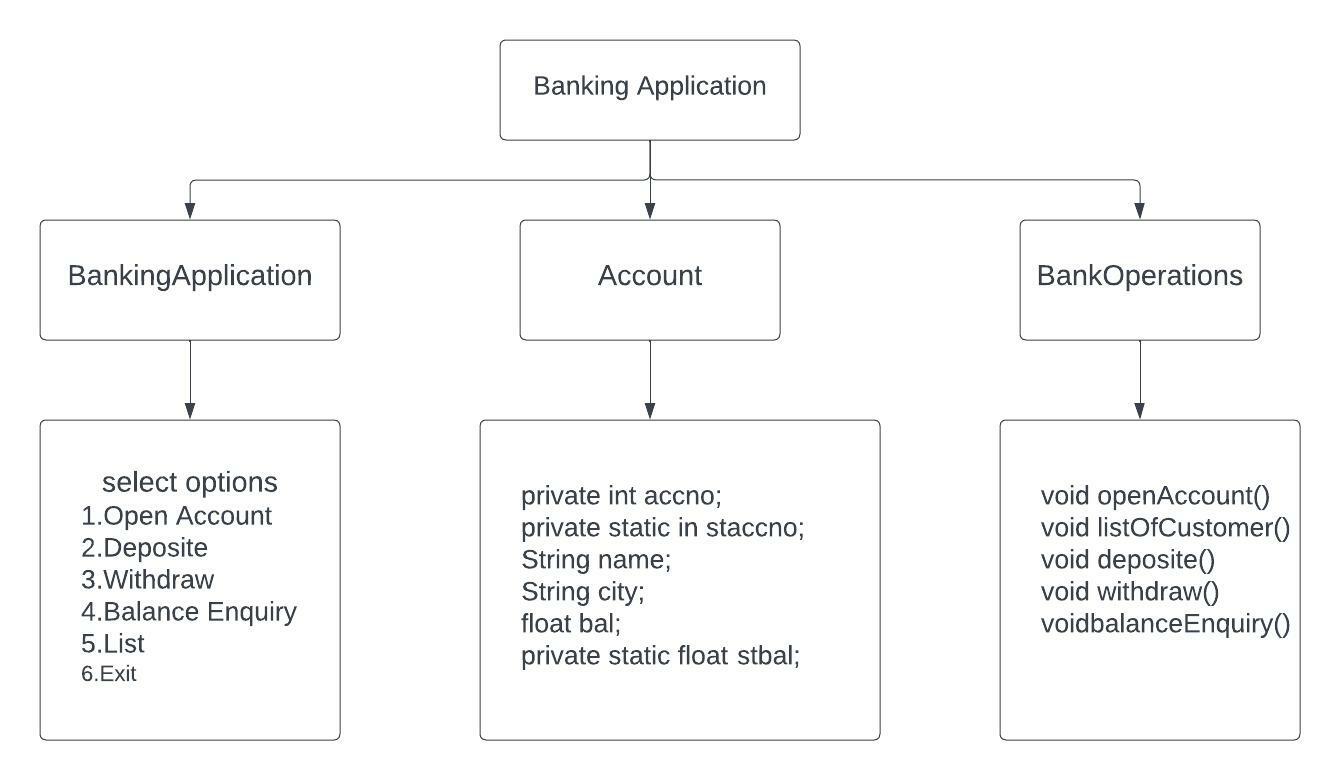 Banking Application
BankingApplication
Account
BankOperations
select options
1.Open Account
2.Deposite
3.Withdraw
4.Balance Enquiry
5.List
6.Exit
private int accno;
private static in staccno;
String name;
String city;
float bal;
private static float stbal;
void openAccount()
void listOfCustomer()
void deposite()
void withdraw()
voidbalanceEnquiry()